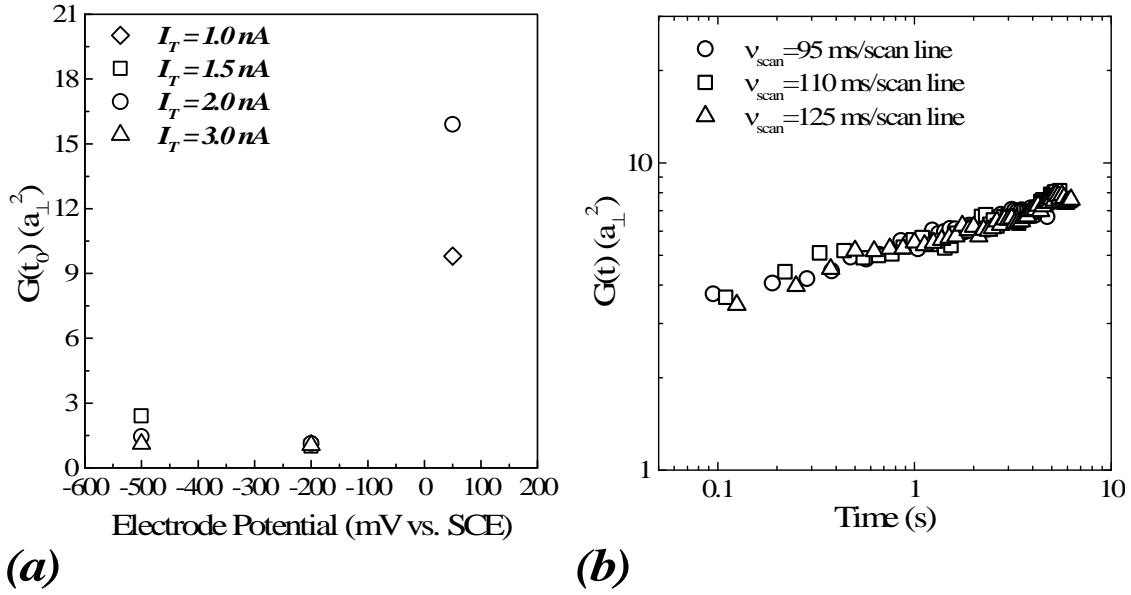 21
18
15
12
9
6
3
0
G(t₀) (a⊥²)
I_T = 1.0 nA
I_T = 1.5 nA
I_T = 2.0 nA
I_T = 3.0 nA
-600 -500 -400 -300 -200 -100 0 100 200
Electrode Potential (mV vs. SCE)
(a)
10
1
G(t) (a⊥²)
ν_scan=95 ms/scan line
ν_scan=110 ms/scan line
ν_scan=125 ms/scan line
0.1 1 10
Time (s)
(b)